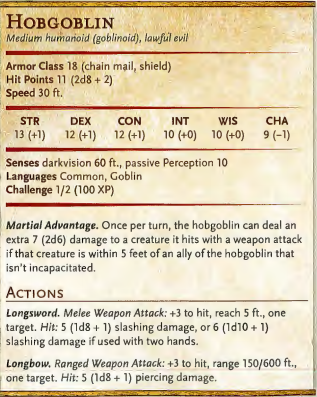 HOBGOBLIN
Medium humanoid (goblinoid), lawful evil
Armor Class 18 (chain mail, shield)
Hit Points 11 (2d8 + 2)
Speed 30 ft.
STR DEX CON INT WIS CHA
13 (+1) 12 (+1) 12 (+1) 10 (+0) 10 (+0) 9 (−1)
Senses darkvision 60 ft., passive Perception 10
Languages Common, Goblin
Challenge 1/2 (100 XP)
Martial Advantage. Once per turn, the hobgoblin can deal an
extra 7 (2d6) damage to a creature it hits with a weapon attack
if that creature is within 5 feet of an ally of the hobgoblin that
isn't incapacitated.
ACTIONS
Longsword. Melee Weapon Attack: +3 to hit, reach 5 ft., one
target. Hit: 5 (1d8 + 1) slashing damage, or 6 (1d10 + 1)
slashing damage if used with two hands.
Longbow. Ranged Weapon Attack: +3 to hit, range 150/600 ft.,
one target. Hit: 5 (1d8 + 1) piercing damage.